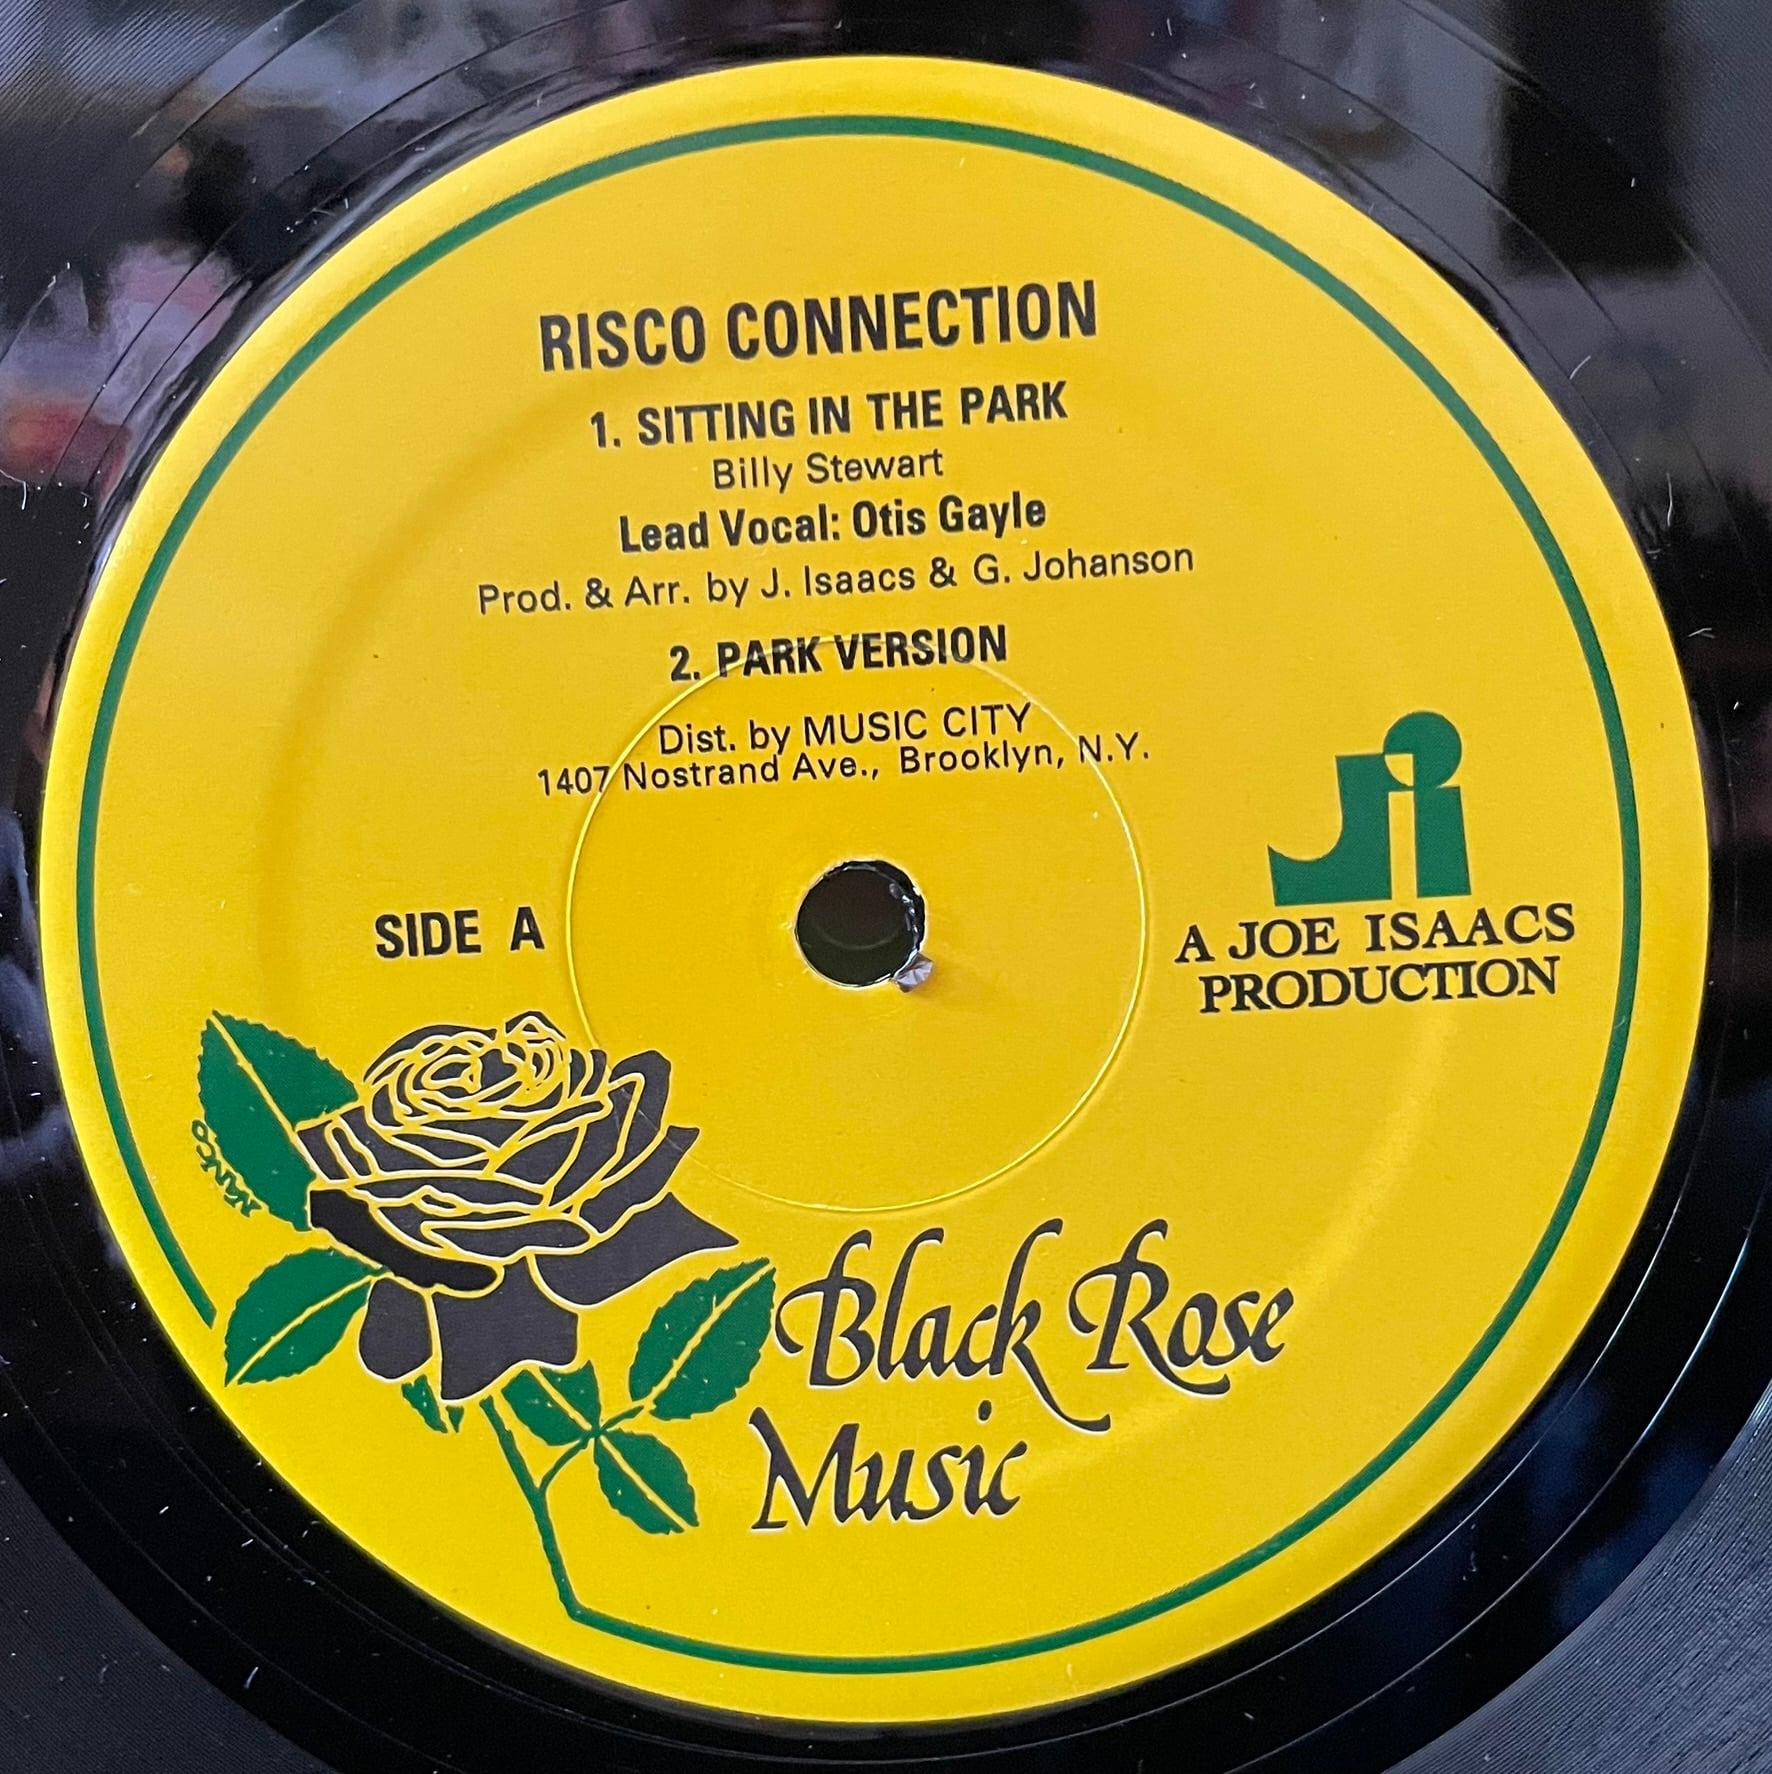 RISCO CONNECTION
1. SITTING IN THE PARK
Billy Stewart
Lead Vocal: Otis Gayle
Prod. & Arr. by J. Isaacs & G. Johanson
2. PARK VERSION
Dist. by MUSIC CITY
1407 Nostrand Ave., Brooklyn, N.Y.
SIDE A
Ji
A JOE ISAACS
PRODUCTION
Black Rose
Music